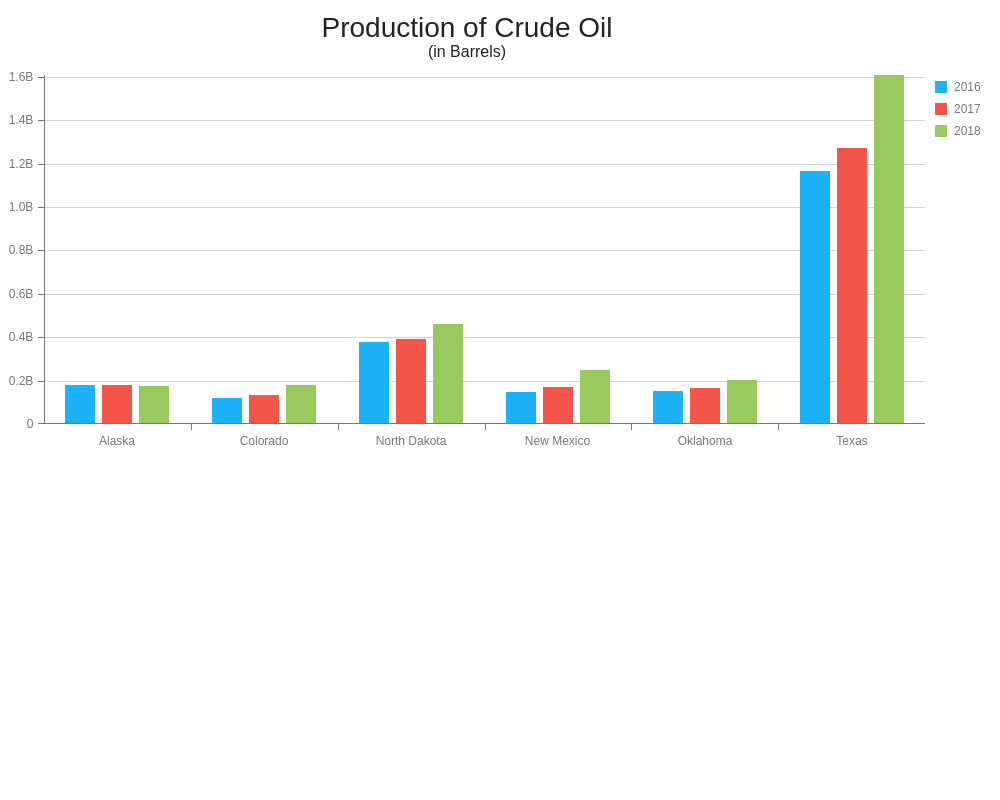 Production of Crude Oil
(in Barrels)
1.6B
1.4B
1.2B
1.0B
0.8B
0.6B
0.4B
0.2B
0
Alaska
Colorado
North Dakota
New Mexico
Oklahoma
Texas
2016
2017
2018